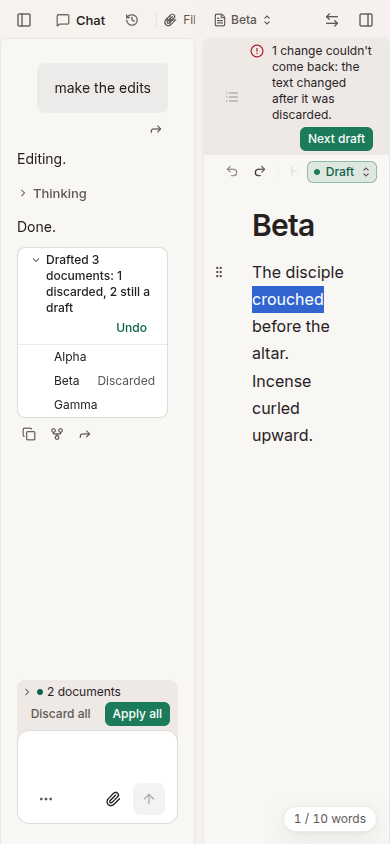 Chat
Fil
make the edits
Editing.
Thinking
Done.
Drafted 3
documents: 1
discarded, 2 still a
draft
Undo
Alpha
Beta Discarded
Gamma
2 documents
Discard all Apply all
Beta
1 change couldn't
come back: the
text changed
after it was
discarded.
Next draft
Draft
Beta
The disciple
crouched
before the
altar.
Incense
curled
upward.
1 / 10 words